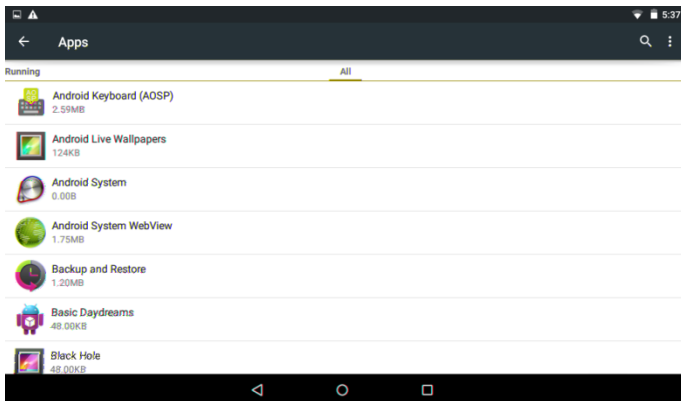 5:37
Apps
Running
All
Android Keyboard (AOSP)
2.59MB
Android Live Wallpapers
124KB
Android System
0.00B
Android System WebView
1.75MB
Backup and Restore
1.20MB
Basic Daydreams
48.00KB
Black Hole
48.00KB